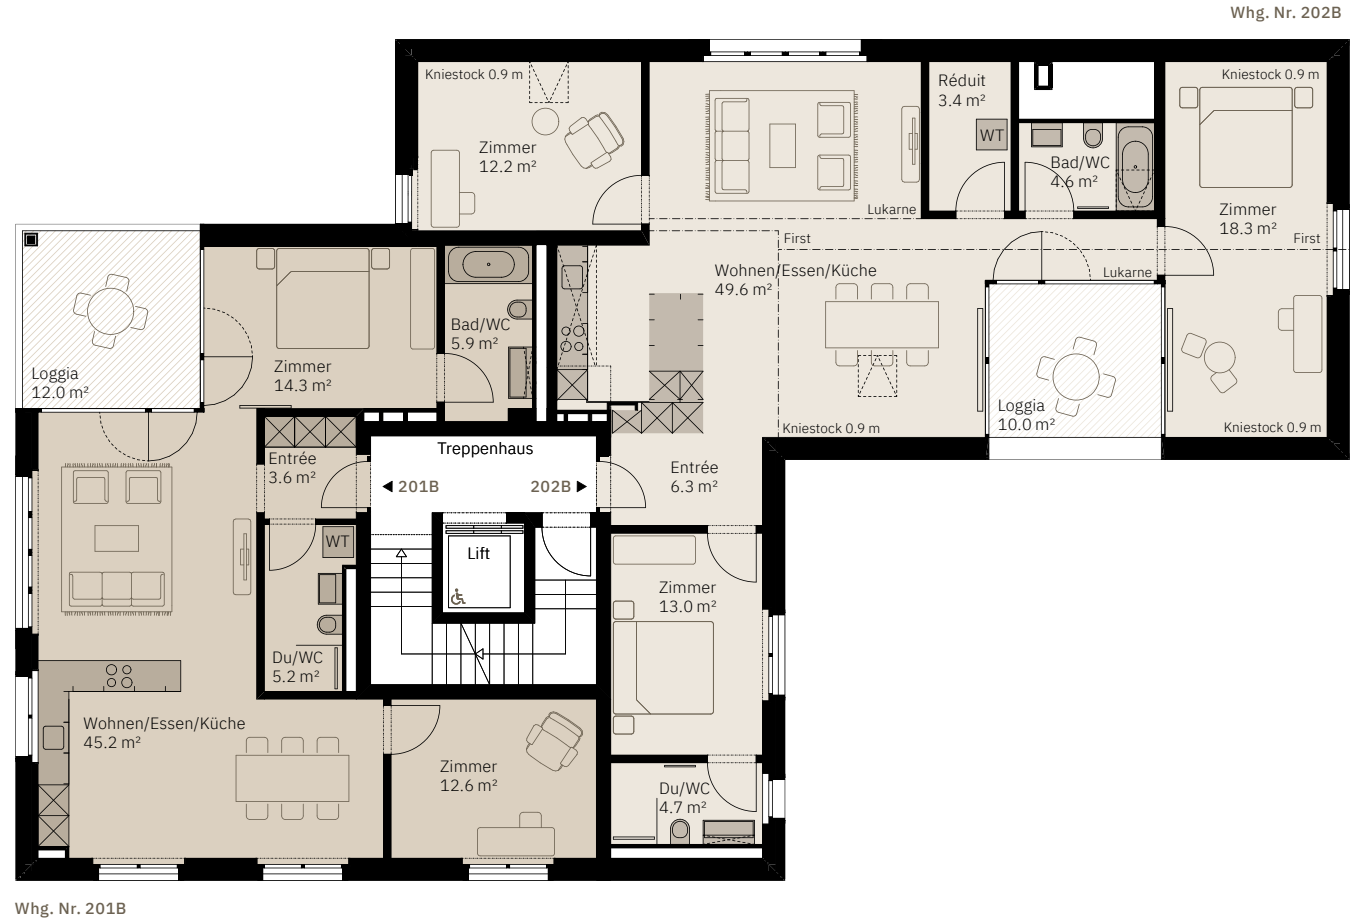 Whg. Nr. 202B
Kniestock 0.9 m
Zimmer
12.2 m²
Lukarne
Réduit
3.4 m²
WT
Bad/WC
4.6 m²
Kniestock 0.9 m
Zimmer
18.3 m²
First
First
Lukarne
Wohnen/Essen/Küche
49.6 m²
Loggia
12.0 m²
Zimmer
14.3 m²
Bad/WC
5.9 m²
Loggia
10.0 m²
Kniestock 0.9 m
Kniestock 0.9 m
Treppenhaus
Entrée
3.6 m²
201B
202B
Entrée
6.3 m²
WT
Lift
Zimmer
13.0 m²
Du/WC
5.2 m²
Wohnen/Essen/Küche
45.2 m²
Zimmer
12.6 m²
Du/WC
4.7 m²
Whg. Nr. 201B